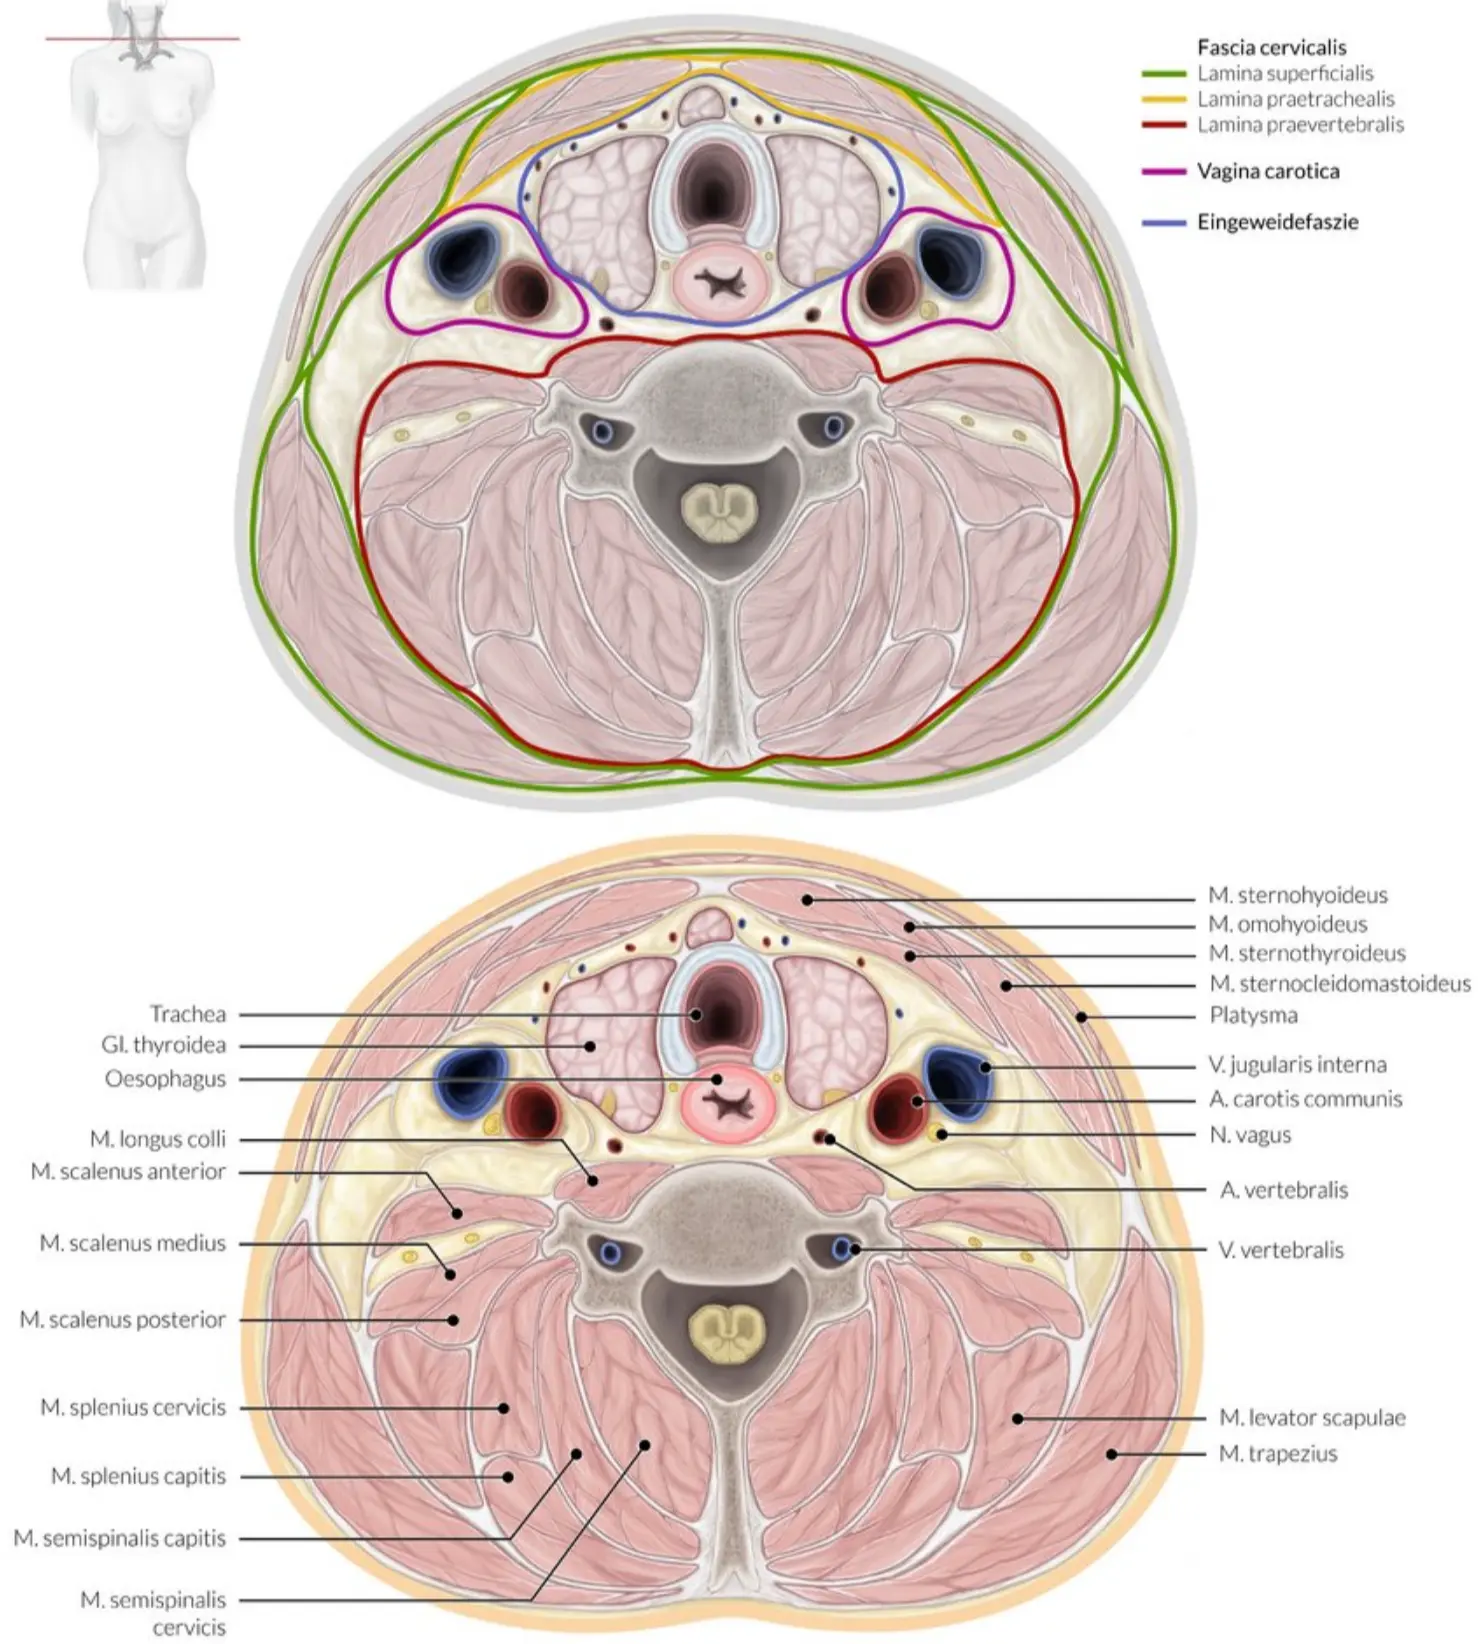 Fascia cervicalis
Lamina superficialis
Lamina praetrachealis
Lamina praevertebralis
Vagina carotica
Eingeweidefaszie
Trachea
Gl. thyroidea
Oesophagus
M. longus colli
M. scalenus anterior
M. scalenus medius
M. scalenus posterior
M. splenius cervicis
M. splenius capitis
M. semispinalis capitis
M. semispinalis
cervicis
M. sternohyoideus
M. omohyoideus
M. sternothyroideus
M. sternocleidomastoideus
Platysma
V. jugularis interna
A. carotis communis
N. vagus
A. vertebralis
V. vertebralis
M. levator scapulae
M. trapezius